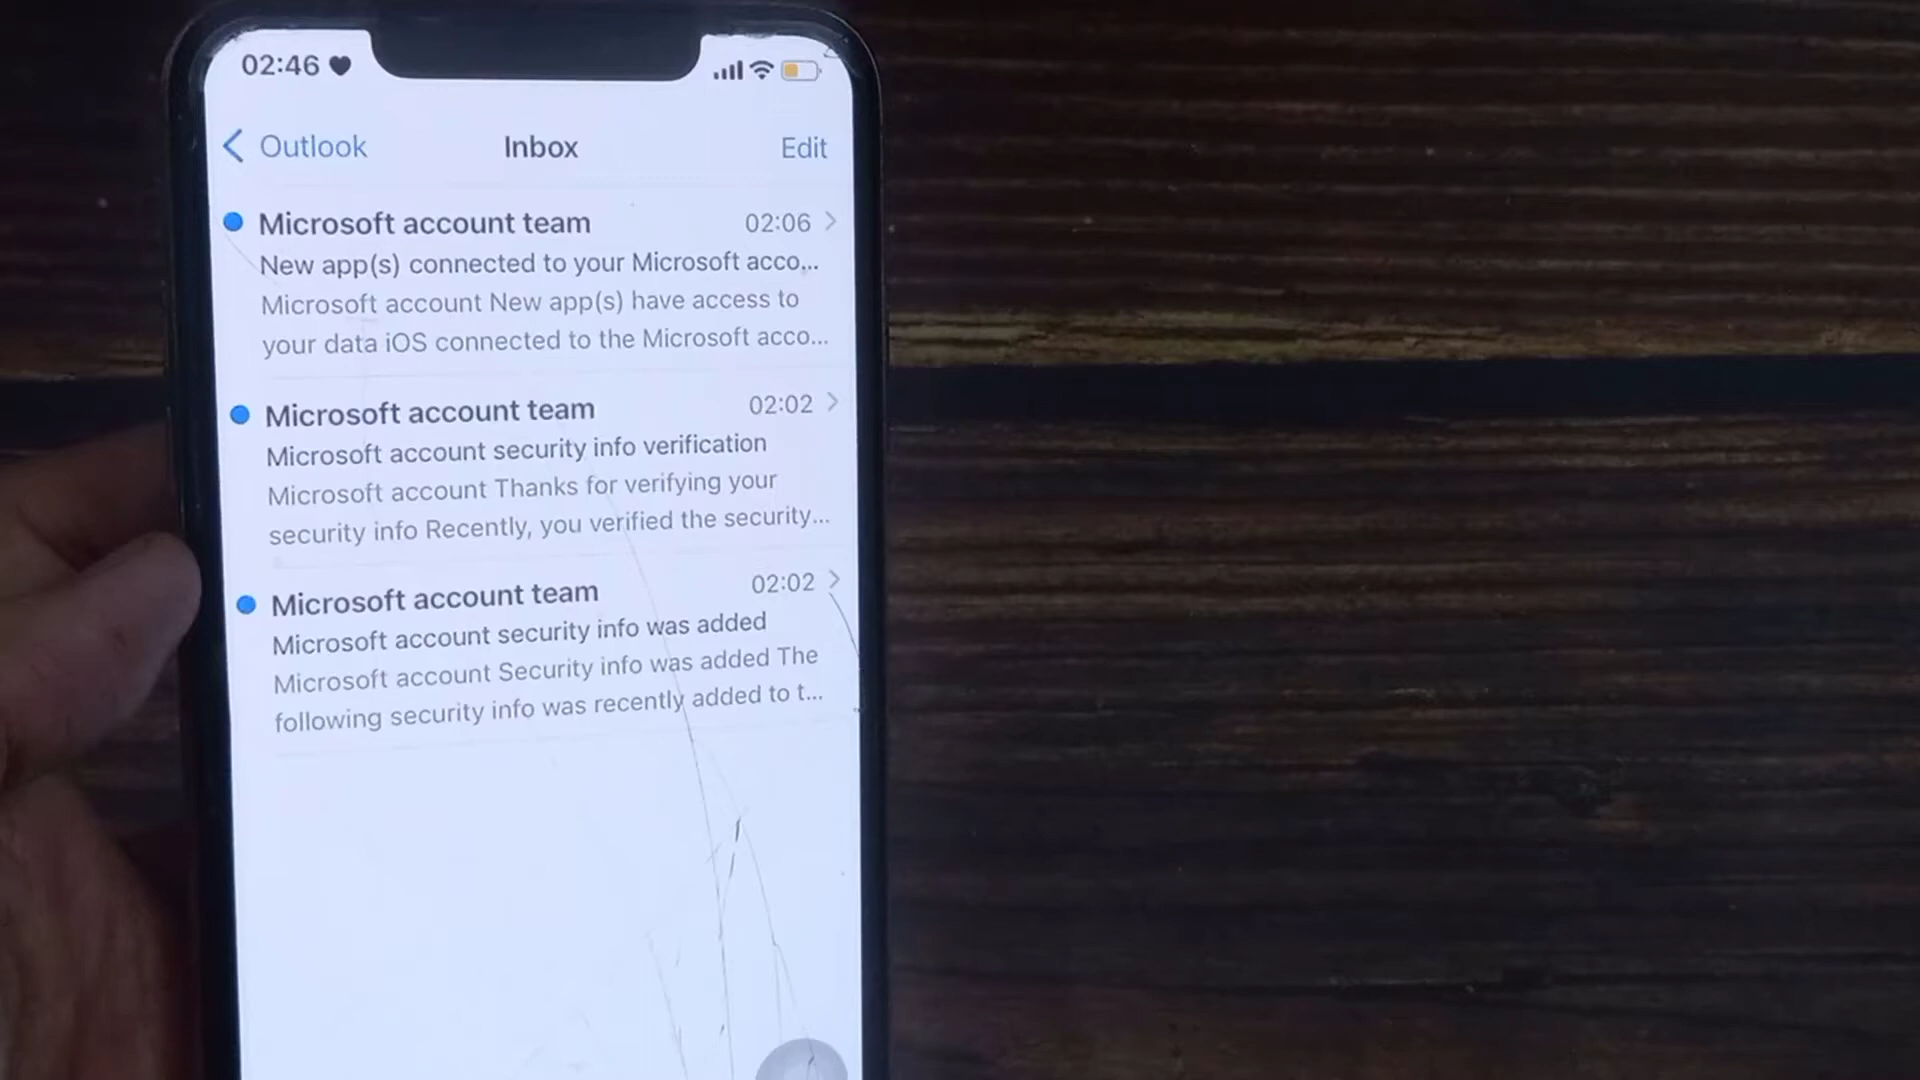 02:46
Outlook Inbox Edit
Microsoft account team 02:06
New app(s) connected to your Microsoft acco...
Microsoft account New app(s) have access to
your data iOS connected to the Microsoft acco...
Microsoft account team 02:02
Microsoft account security info verification
Microsoft account Thanks for verifying your
security info Recently, you verified the security...
Microsoft account team 02:02
Microsoft account security info was added
Microsoft account Security info was added The
following security info was recently added to t...